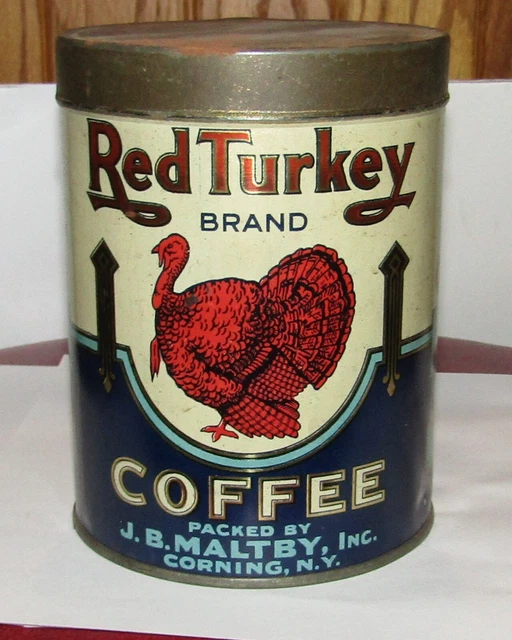 Red Turkey
BRAND
COFFEE
PACKED BY
J. B. MALTBY, INC.
CORNING, N.Y.